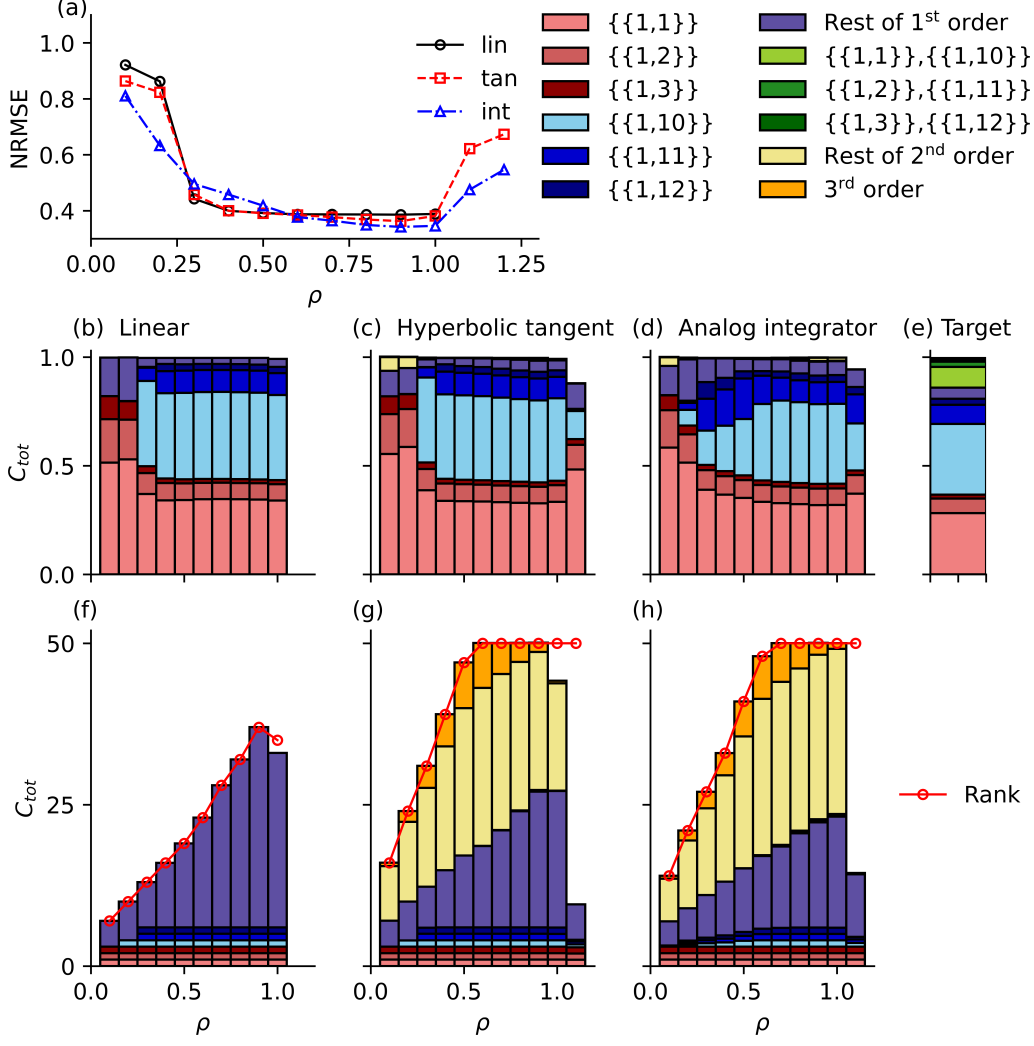 (a)
NRMSE
1.0
0.8
0.6
0.4
0.00 0.25 0.50 0.75 1.00 1.25
ρ
lin
tan
int
{{1,1}}
{{1,2}}
{{1,3}}
{{1,10}}
{{1,11}}
{{1,12}}
Rest of 1st order
{{1,1}},{{1,10}}
{{1,2}},{{1,11}}
{{1,3}},{{1,12}}
Rest of 2nd order
3rd order
(b) Linear
(c) Hyperbolic tangent
(d) Analog integrator
(e) Target
C_tot
1.0
0.5
0.0
(f)
(g)
(h)
C_tot
50
25
0
0.0 0.5 1.0
ρ
0.0 0.5 1.0
ρ
0.0 0.5 1.0
ρ
Rank